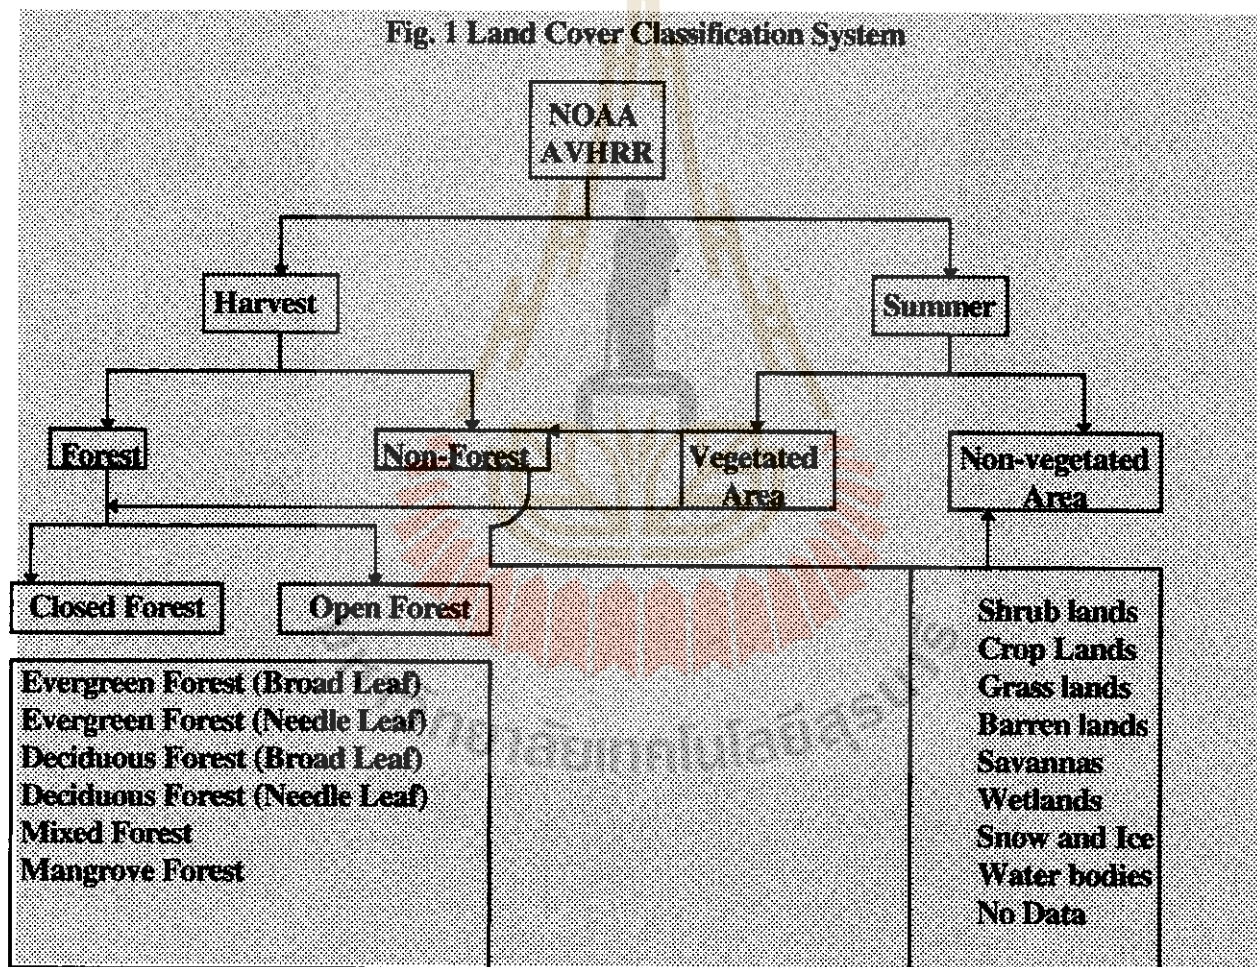 Fig. 1 Land Cover Classification System
NOAA
AVHRR
Harvest
Summer
Forest
Non-Forest
Vegetated
Area
Non-vegetated
Area
Closed Forest
Open Forest
Evergreen Forest (Broad Leaf)
Evergreen Forest (Needle Leaf)
Deciduous Forest (Broad Leaf)
Deciduous Forest (Needle Leaf)
Mixed Forest
Mangrove Forest
Shrub lands
Crop Lands
Grass lands
Barren lands
Savannas
Wetlands
Snow and Ice
Water bodies
No Data